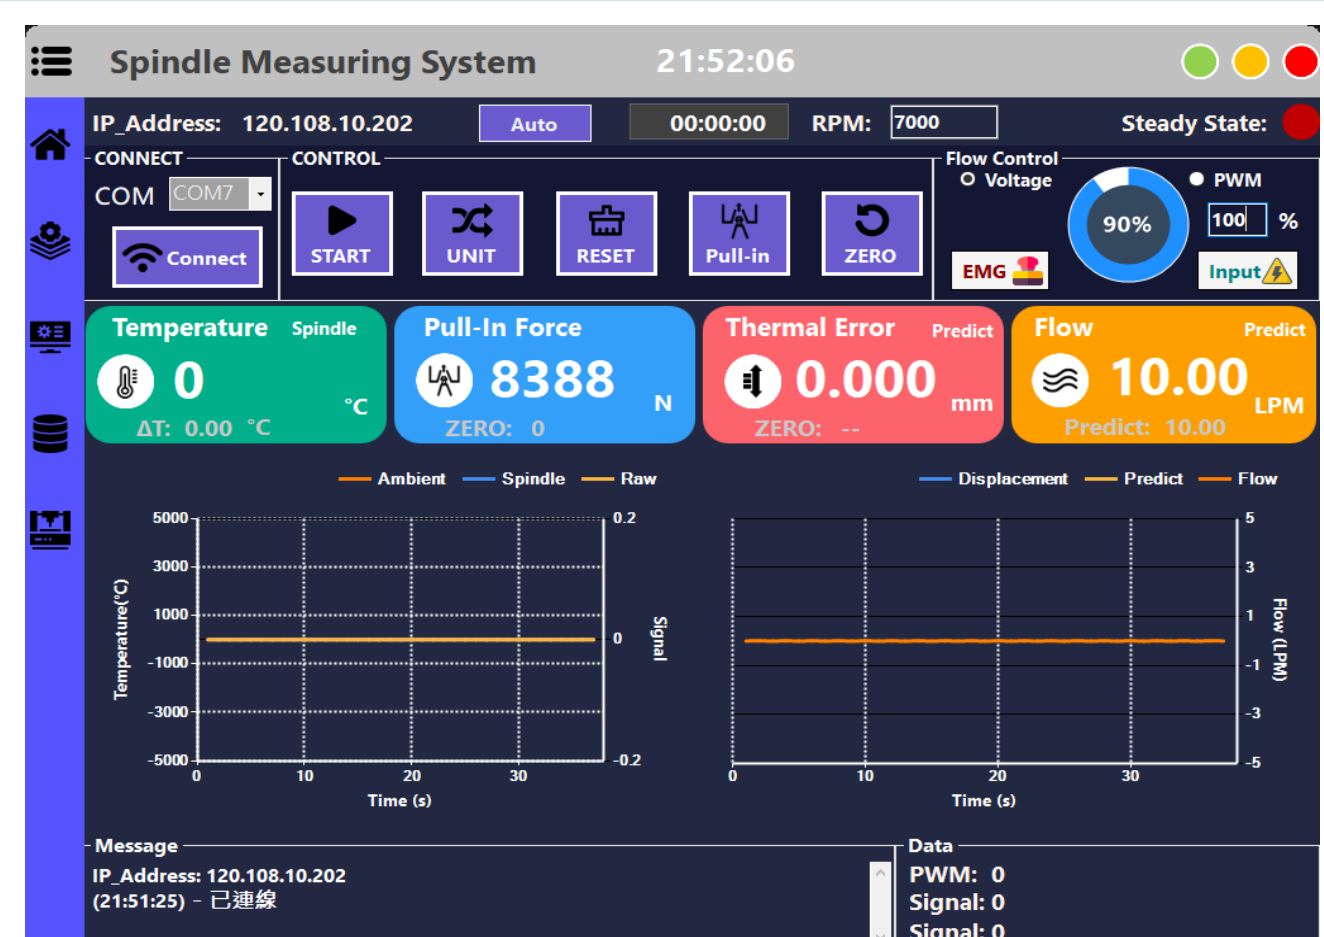 Spindle Measuring System 21:52:06
IP_Address: 120.108.10.202 Auto 00:00:00 RPM: 7000 Steady State:
CONNECT CONTROL Flow Control
COM COM7
Connect
START UNIT RESET Pull-in ZERO
Voltage PWM
90% 100 %
EMG Input
Temperature Spindle
0 °C
ΔT: 0.00 °C
Pull-In Force
8388 N
ZERO: 0
Thermal Error Predict
0.000 mm
ZERO: --
Flow Predict
10.00 LPM
Predict: 10.00
Ambient Spindle Raw
5000 0.2
3000
1000
0
-1000
-3000
-5000 -0.2
Temperature(°C)
Signal
0 10 20 30
Time (s)
Displacement Predict Flow
5
3
1
-1
-3
-5
Flow (LPM)
0 10 20 30
Time (s)
Message
IP_Address: 120.108.10.202
(21:51:25) - 已連線
Data
PWM: 0
Signal: 0
Signal: 0